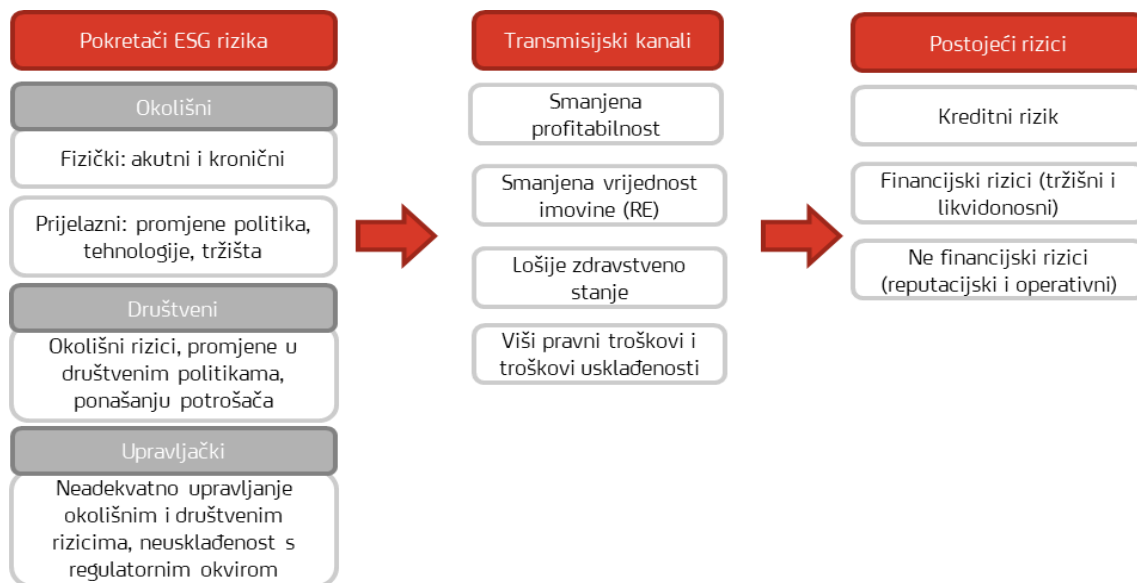 Pokretači ESG rizika
Okolišni
Fizički: akutni i kronični
Prijelazni: promjene politika,
tehnologije, tržišta
Društveni
Okolišni rizici, promjene u
društvenim politikama,
ponašanju potrošača
Upravljački
Neadekvatno upravljanje
okolišnim i društvenim
rizicima, neusklađenost s
regulatornim okvirom
Transmisijski kanali
Smanjena
profitabilnost
Smanjena vrijednost
imovine (RE)
Lošije zdravstveno
stanje
Viši pravni troškovi i
troškovi usklađenosti
Postojeći rizici
Kreditni rizik
Financijski rizici (tržišni i
likvidonosni)
Ne financijski rizici
(reputacijski i operativni)